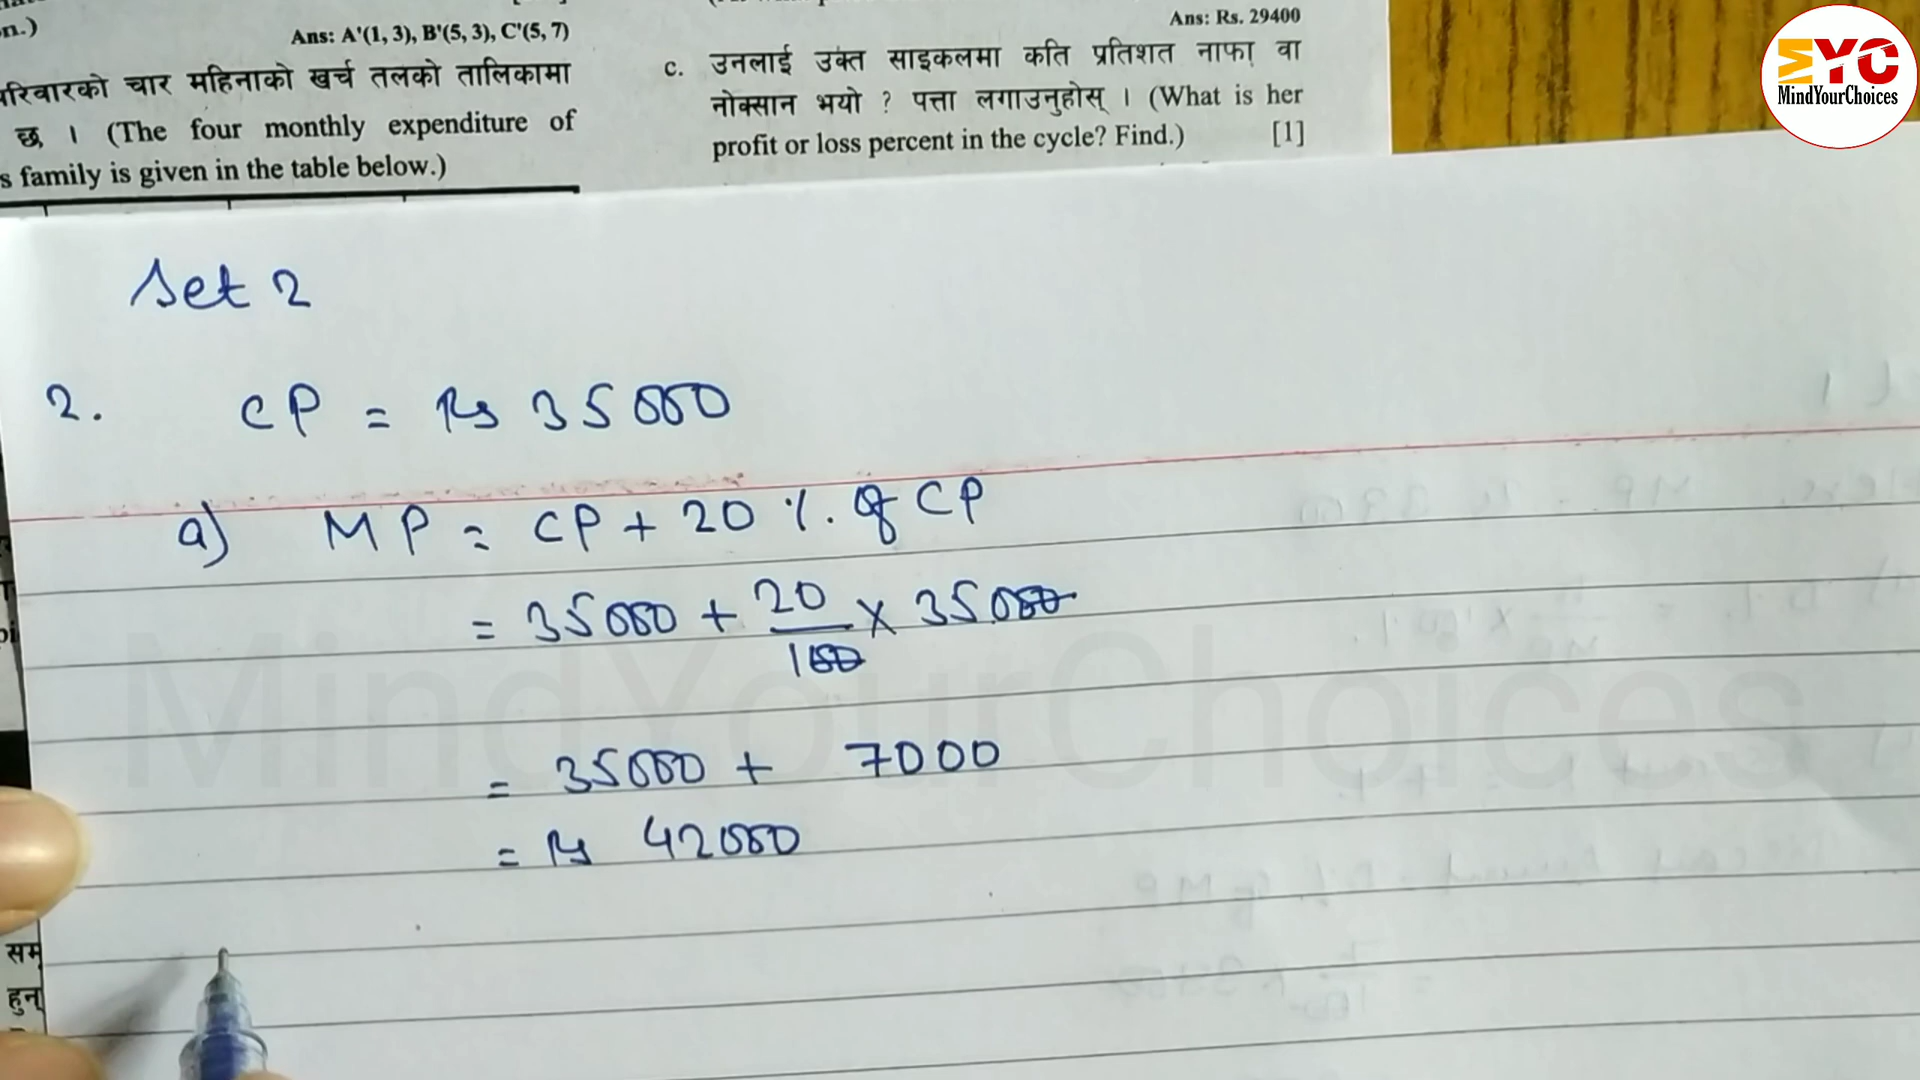 n.)
Ans: A'(1, 3), B'(5, 3), C'(5, 7)
परिवारको चार महिनाको खर्च तलको तालिकामा
छ । (The four monthly expenditure of
s family is given in the table below.)
Ans: Rs. 29400
c. उनलाई उक्त साइकलमा कति प्रतिशत नाफा वा
नोक्सान भयो ? पत्ता लगाउनुहोस् । (What is her
profit or loss percent in the cycle? Find.) [1]
MYC
MindYourChoices
Set 2
2. CP = Rs 35000
a) MP = CP + 20 %. of CP
= 35000 + 20/100 × 35000
= 35000 + 7000
= Rs 42000
MindYourChoices
सम्
हुन्